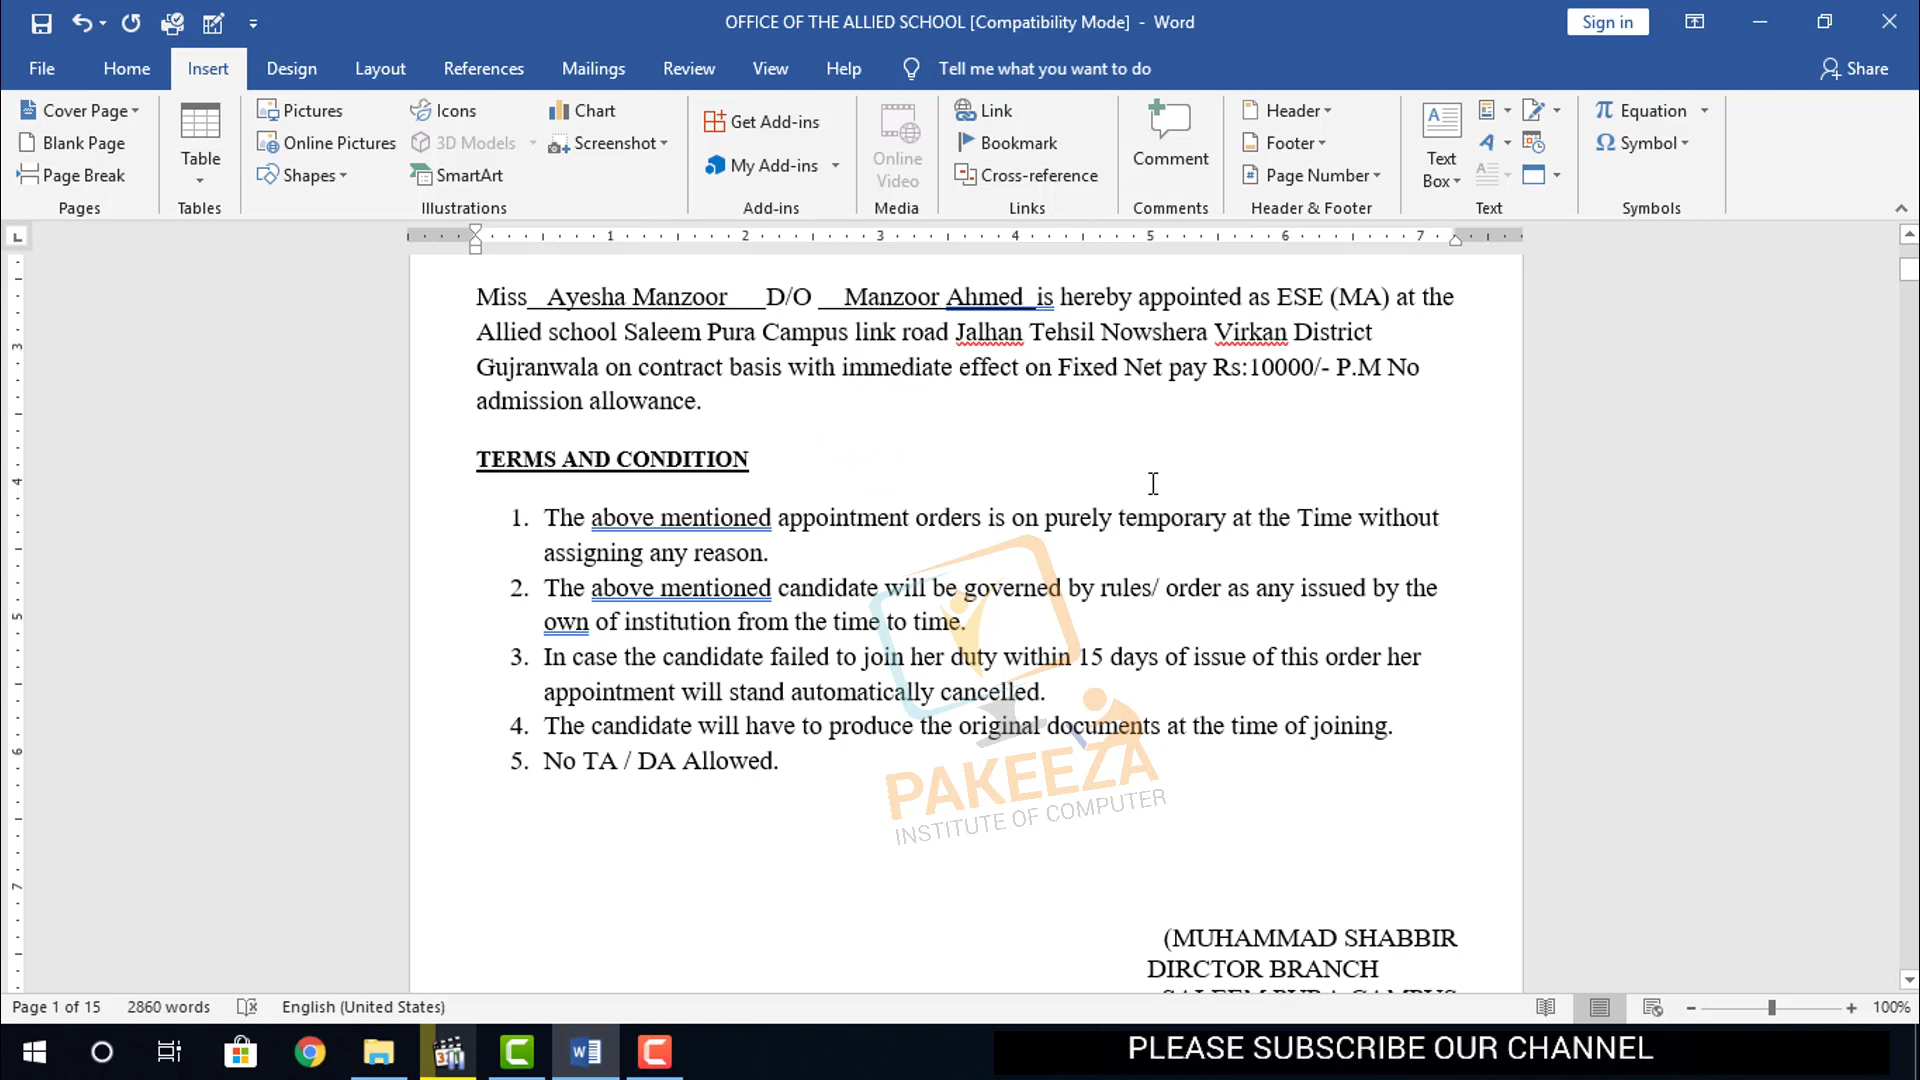 OFFICE OF THE ALLIED SCHOOL [Compatibility Mode] - Word
Sign in
File Home Insert Design Layout References Mailings Review View Help Tell me what you want to do Share
Cover Page
Blank Page
Page Break
Pages
Table
Tables
Pictures
Online Pictures
Shapes
Icons
3D Models
SmartArt
Chart
Screenshot
Illustrations
Get Add-ins
My Add-ins
Add-ins
Online
Video
Media
Link
Bookmark
Cross-reference
Links
Comment
Comments
Header
Footer
Page Number
Header & Footer
Text
Box
Text
Equation
Symbol
Symbols
1 2 3 4 5 6 7
3
4
5
6
7
Miss Ayesha Manzoor D/O Manzoor Ahmed is hereby appointed as ESE (MA) at the
Allied school Saleem Pura Campus link road Jalhan Tehsil Nowshera Virkan District
Gujranwala on contract basis with immediate effect on Fixed Net pay Rs:10000/- P.M No
admission allowance.
TERMS AND CONDITION
1. The above mentioned appointment orders is on purely temporary at the Time without
assigning any reason.
2. The above mentioned candidate will be governed by rules/ order as any issued by the
own of institution from the time to time.
3. In case the candidate failed to join her duty within 15 days of issue of this order her
appointment will stand automatically cancelled.
4. The candidate will have to produce the original documents at the time of joining.
5. No TA / DA Allowed.
PAKEEZA
INSTITUTE OF COMPUTER
(MUHAMMAD SHABBIR
DIRCTOR BRANCH
SALEEM PURA CAMPUS
Page 1 of 15 2860 words English (United States) 100%
PLEASE SUBSCRIBE OUR CHANNEL